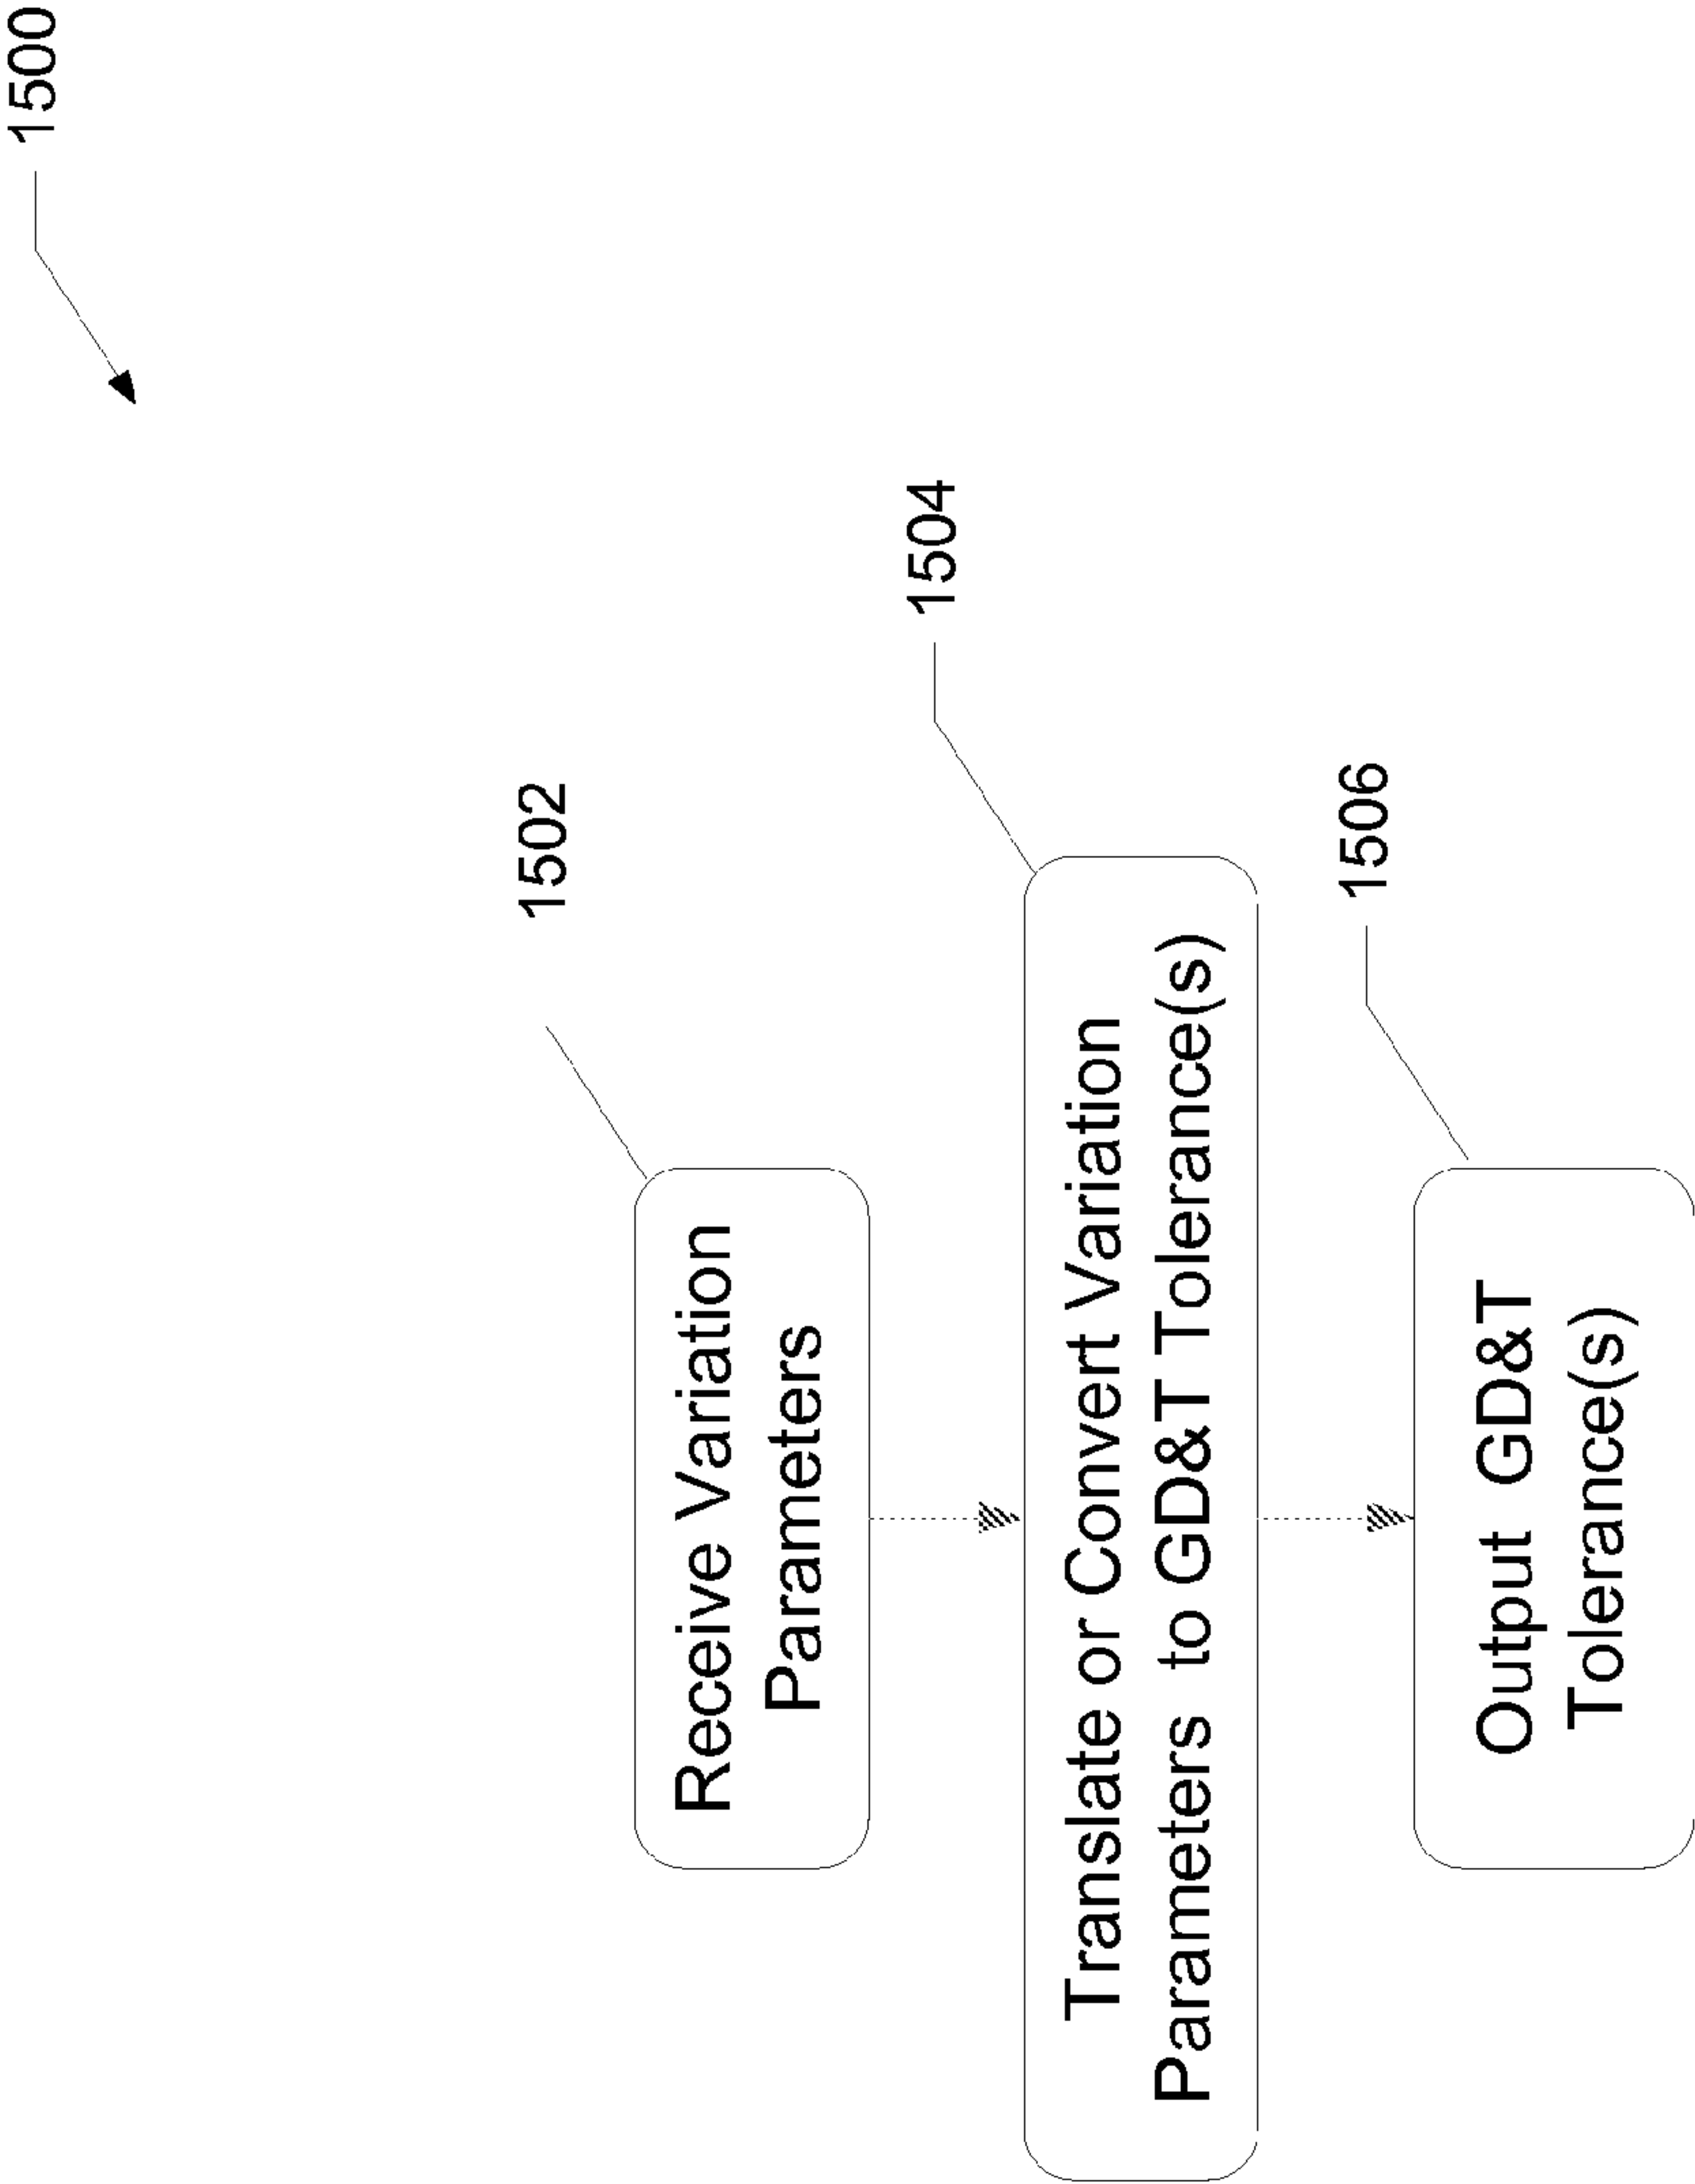 1500
1502
Receive Variation
Parameters
1504
Translate or Convert Variation
Parameters to GD&T Tolerance(s)
1506
Output GD&T
Tolerance(s)